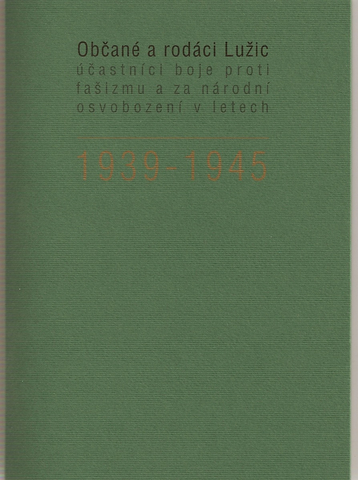 Občané a rodáci Lužic
účastníci boje proti
fašizmu a za národní
osvobození v letech
1939-1945